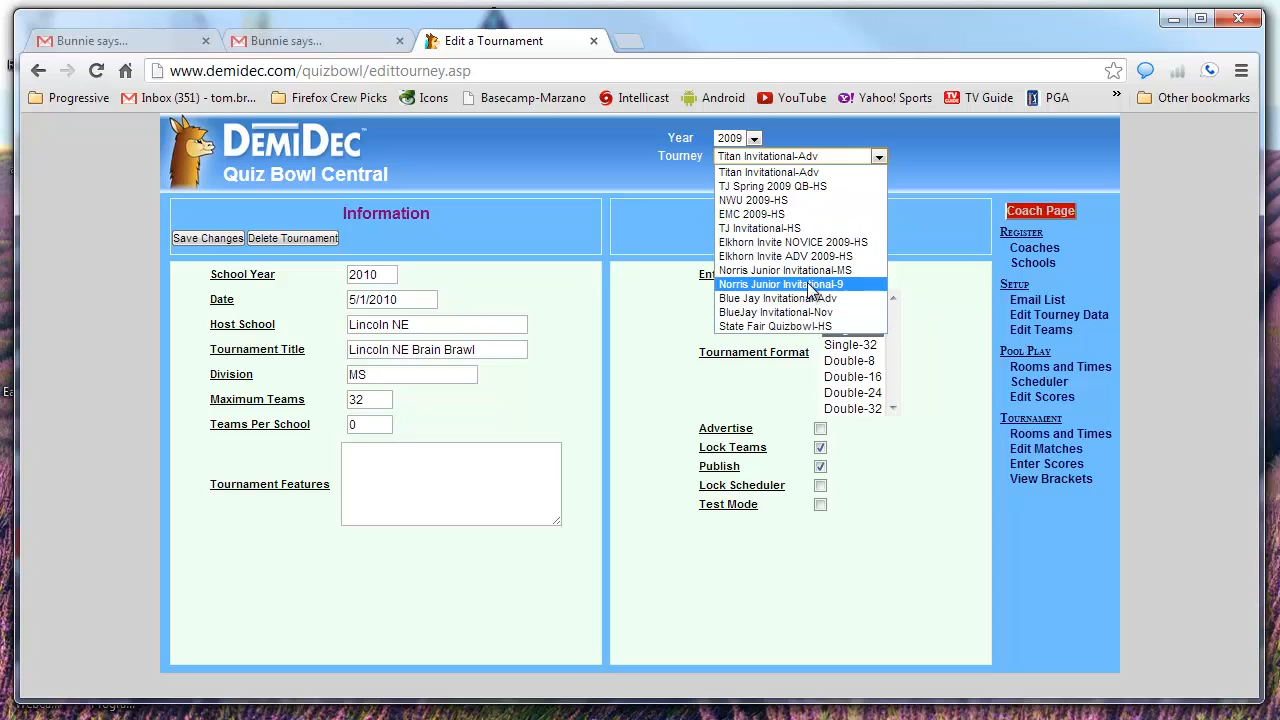 Bunnie says...
Bunnie says...
Edit a Tournament
www.demidec.com/quizbowl/edittourney.asp
Progressive
Inbox (351) - tom.br...
Firefox Crew Picks
Icons
Basecamp-Marzano
Intellicast
Android
YouTube
Yahoo! Sports
TV Guide
PGA
»
Other bookmarks
DEMIDEC™
Quiz Bowl Central
Year 2009
Tourney Titan Invitational-Adv
Titan Invitational-Adv
TJ Spring 2009 QB-HS
NWU 2009-HS
EMC 2009-HS
TJ Invitational-HS
Elkhorn Invite NOVICE 2009-HS
Elkhorn Invite ADV 2009-HS
Norris Junior Invitational-MS
Norris Junior Invitational-9
Blue Jay Invitational-Adv
BlueJay Invitational-Nov
State Fair Quizbowl-HS
Information
Save Changes Delete Tournament
School Year 2010
Date 5/1/2010
Host School Lincoln NE
Tournament Title Lincoln NE Brain Brawl
Division MS
Maximum Teams 32
Teams Per School 0
Tournament Features
Tournament Format
Single-32
Double-8
Double-16
Double-24
Double-32
Advertise
Lock Teams
Publish
Lock Scheduler
Test Mode
Coach Page
Register
Coaches
Schools
Setup
Email List
Edit Tourney Data
Edit Teams
Pool Play
Rooms and Times
Scheduler
Edit Scores
Tournament
Rooms and Times
Edit Matches
Enter Scores
View Brackets